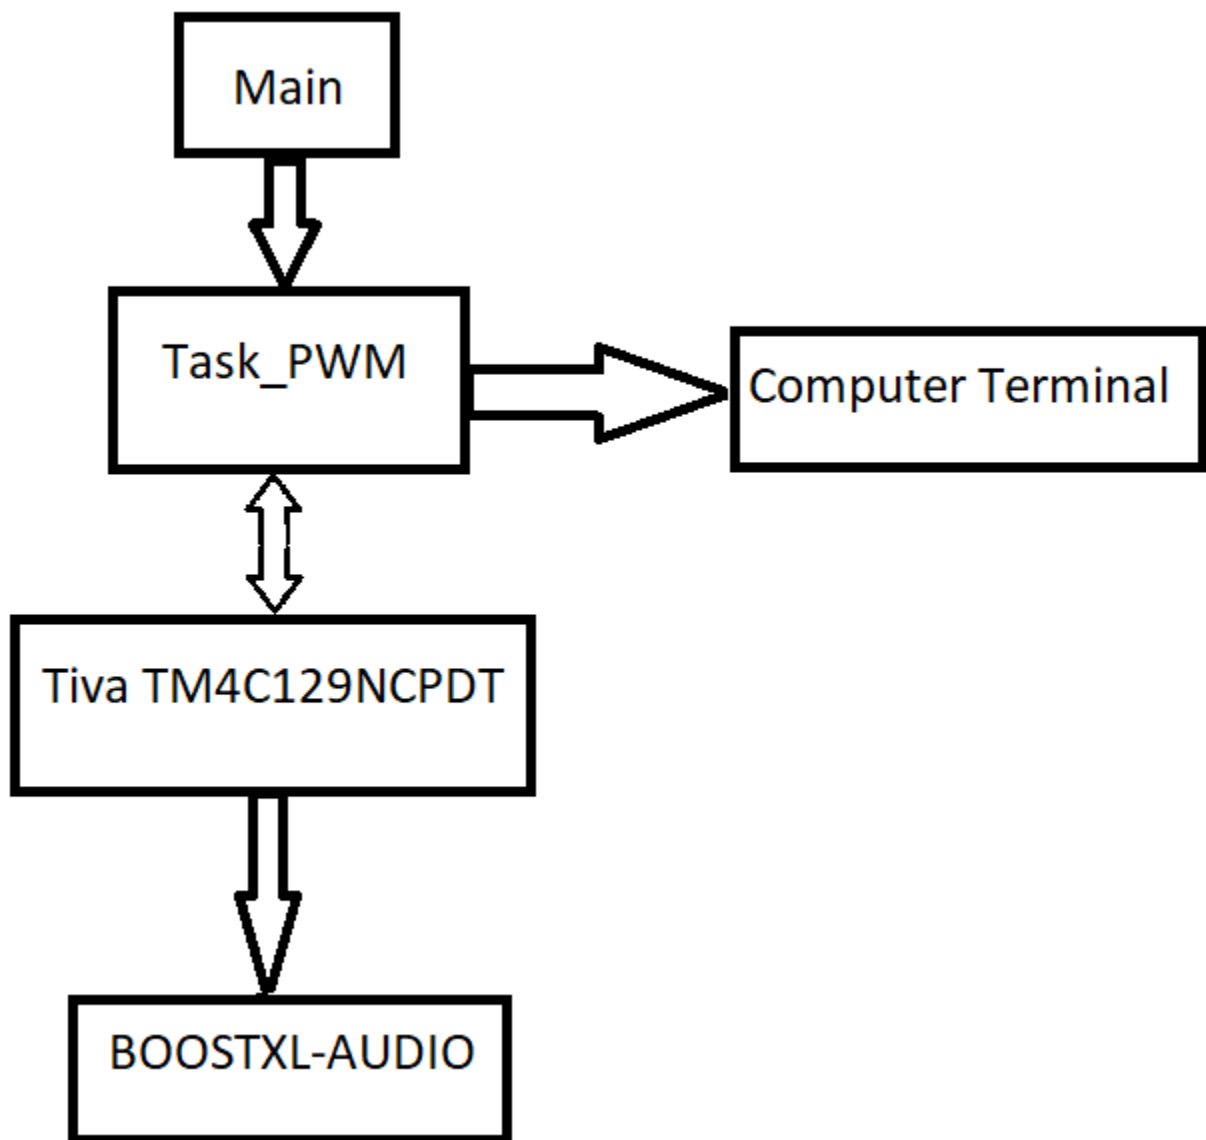 Main
Task_PWM
Computer Terminal
Tiva TM4C129NCPDT
BOOSTXL-AUDIO